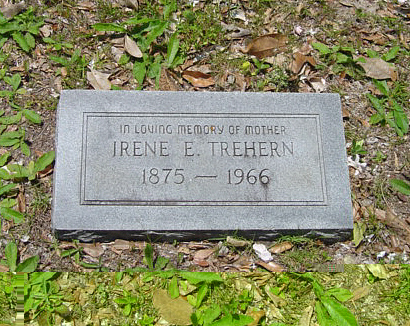 IN LOVING MEMORY OF MOTHER
IRENE E. TREHERN
1875 — 1966